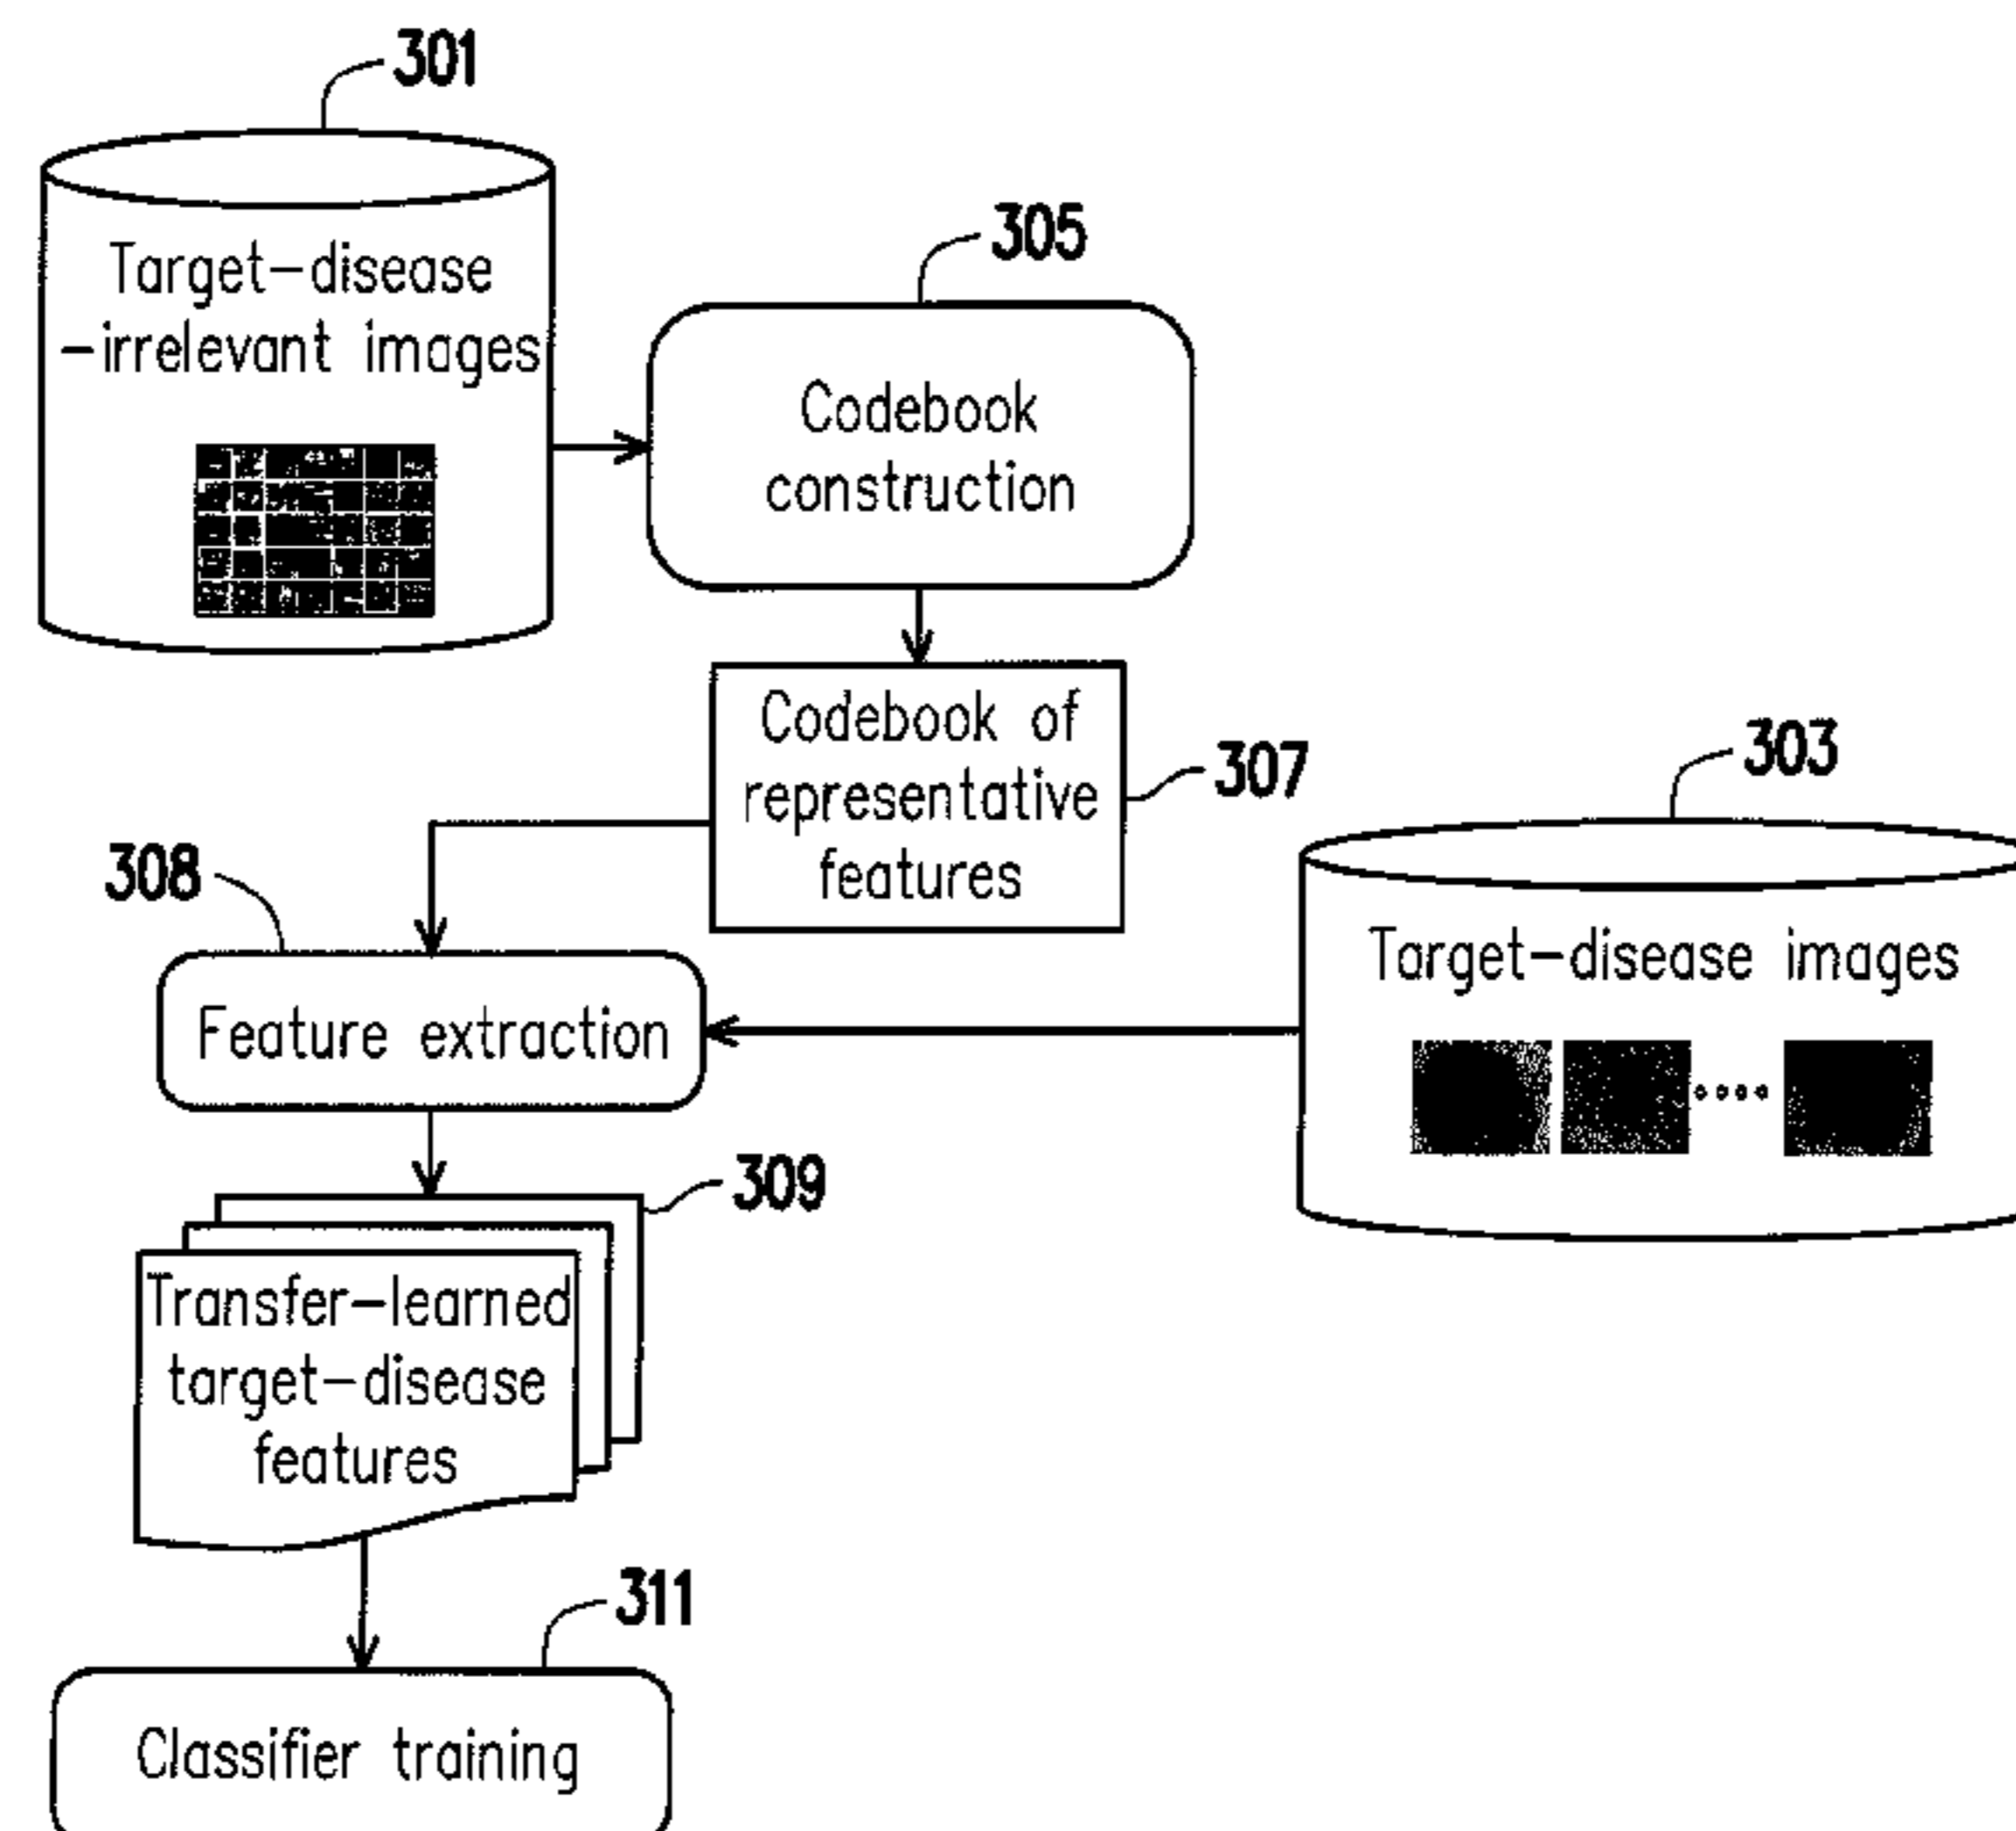 301
Target-disease
-irrelevant images
305
Codebook
construction
Codebook of
representative
features
307
303
Target-disease images
308
Feature extraction
309
Transfer-learned
target-disease
features
311
Classifier training